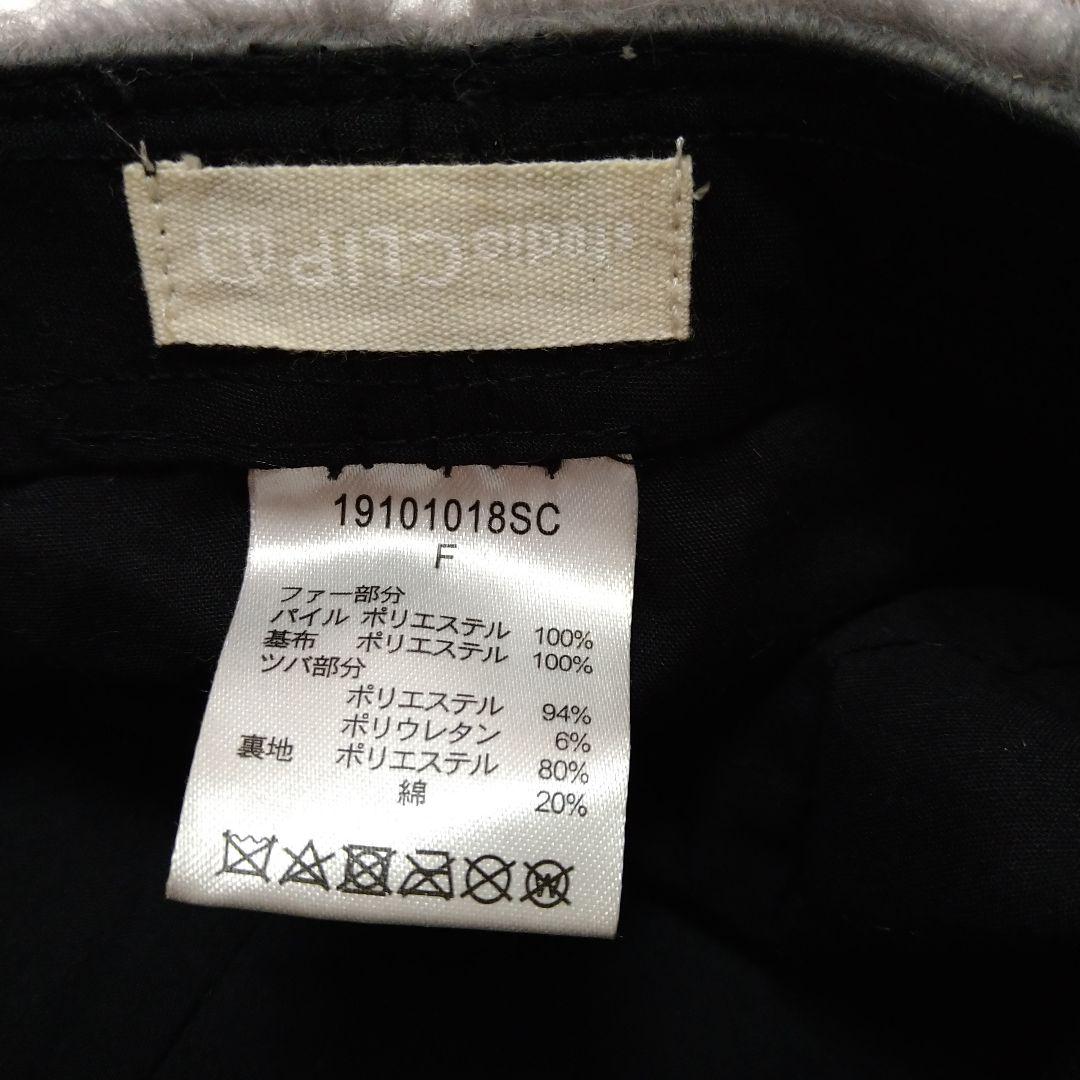 studio CLIP
19101018SC
F
ファー部分
パイル ポリエステル 100%
基布 ポリエステル 100%
ツバ部分
ポリエステル 94%
ポリウレタン 6%
裏地 ポリエステル 80%
綿 20%
W